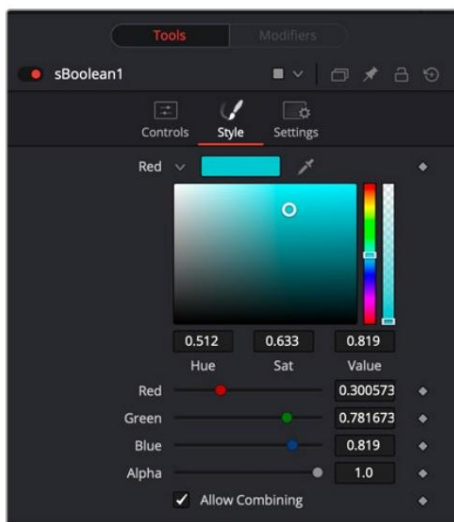 Tools Modifiers
sBoolean1
Controls Style Settings
Red
0.512 0.633 0.819
Hue Sat Value
Red 0.300573
Green 0.781673
Blue 0.819
Alpha 1.0
Allow Combining